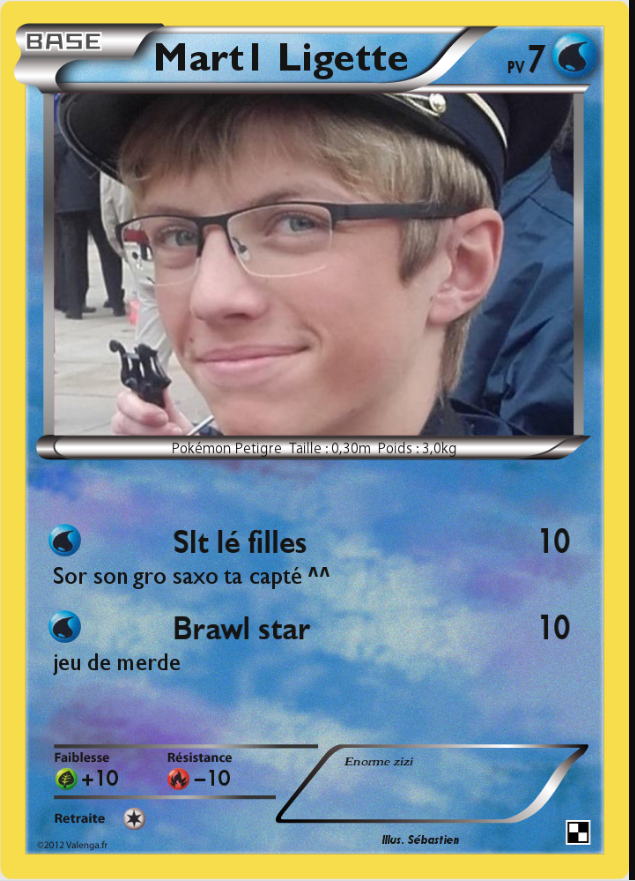 BASE
Mart1 Ligette
PV 7
Pokémon Petigre Taille : 0,30m Poids : 3,0kg
Slt lé filles 10
Sor son gro saxo ta capté ^^
Brawl star 10
jeu de merde
Faiblesse Résistance
+10 −10
Enorme zizi
Retraite
Illus. Sébastien
©2012 Valenga.fr